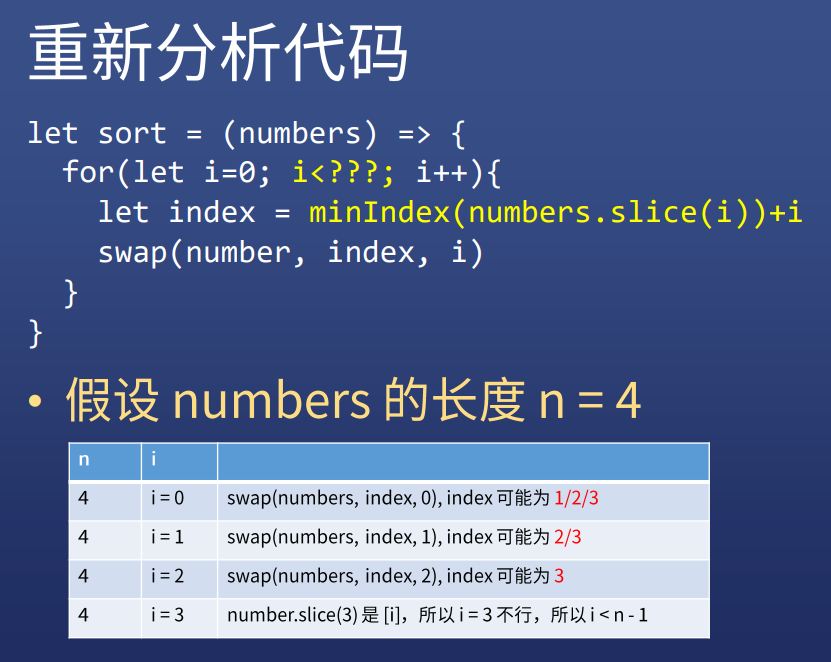 重新分析代码
let sort = (numbers) => {
for(let i=0; i<???; i++){
let index = minIndex(numbers.slice(i))+i
swap(number, index, i)
}
}
• 假设 numbers 的长度 n = 4
n i
4 i = 0 swap(numbers, index, 0), index 可能为 1/2/3
4 i = 1 swap(numbers, index, 1), index 可能为 2/3
4 i = 2 swap(numbers, index, 2), index 可能为 3
4 i = 3 number.slice(3) 是 [i]，所以 i = 3 不行，所以 i < n - 1